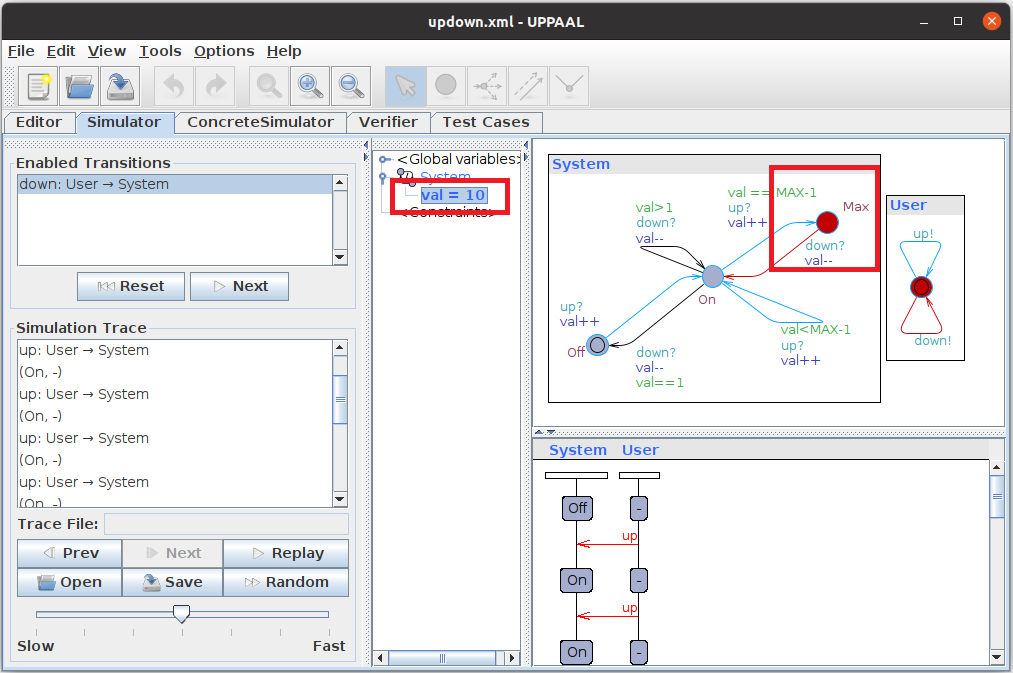 updown.xml - UPPAAL
File Edit View Tools Options Help
Editor Simulator ConcreteSimulator Verifier Test Cases
Enabled Transitions
down: User → System
Reset Next
Simulation Trace
up: User → System
(On, -)
up: User → System
(On, -)
up: User → System
(On, -)
up: User → System
(On, -)
Trace File:
Prev Next Replay
Open Save Random
Slow Fast
<Global variables>
System
val = 10
<Constraints>
System
val == MAX-1
up?
val++
Max
val>1
down?
val--
down?
val--
On
up?
val++
Off
down?
val--
val==1
val<MAX-1
up?
val++
User
up!
down!
System User
Off -
up
On -
up
On -